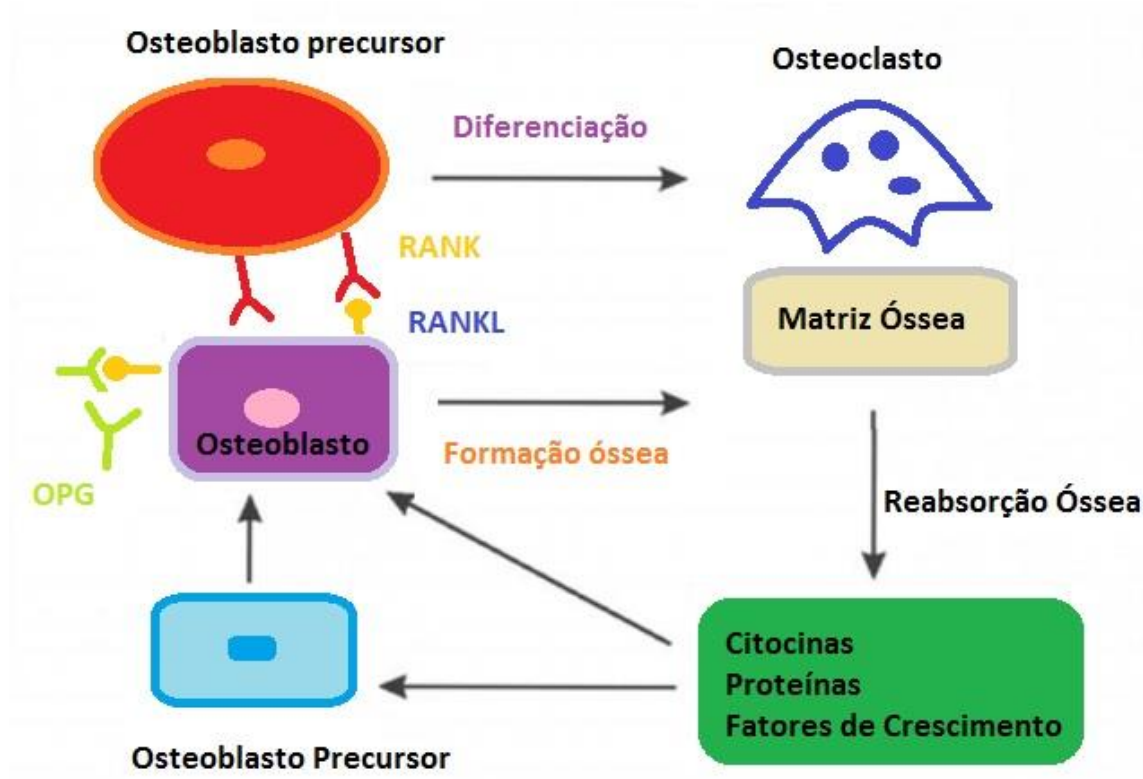 Osteoblasto precursor
Osteoclasto
Diferenciação
RANK
RANKL
Matriz Óssea
Osteoblasto
Formação óssea
OPG
Reabsorção Óssea
Citocinas
Proteínas
Fatores de Crescimento
Osteoblasto Precursor